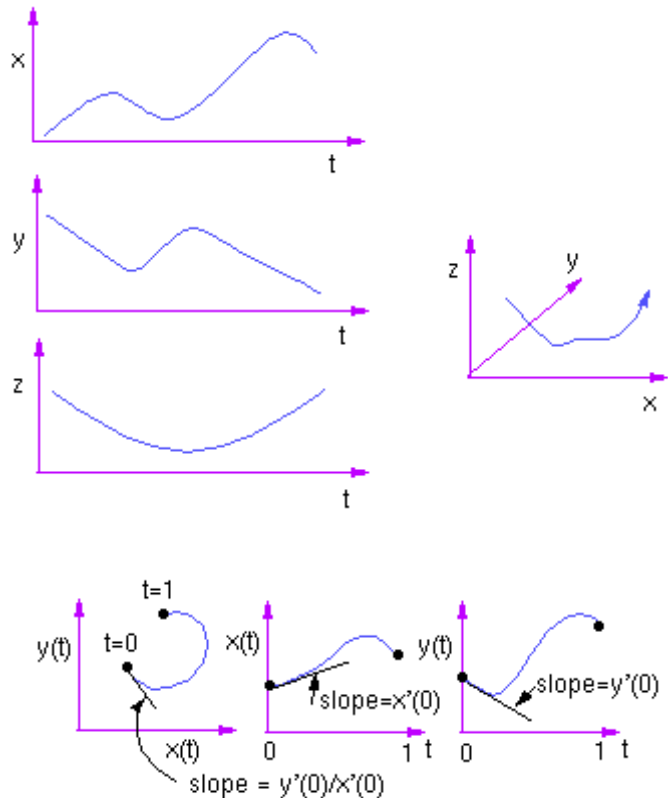 x
t
y
t
z
t
z
y
x
t=1
t=0
y(t)
x(t)
slope = y'(0)/x'(0)
x(t)
slope=x'(0)
0
1
t
y(t)
slope=y'(0)
0
1
t